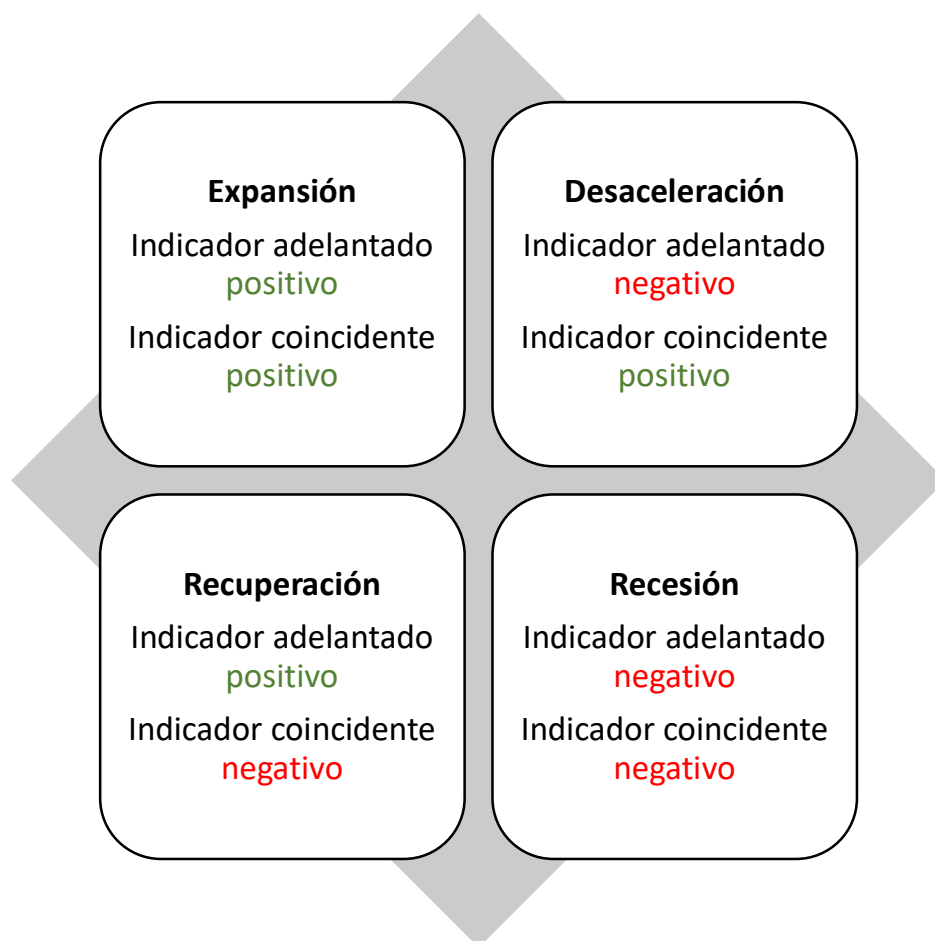 Expansión
Indicador adelantado
positivo
Indicador coincidente
positivo
Desaceleración
Indicador adelantado
negativo
Indicador coincidente
positivo
Recuperación
Indicador adelantado
positivo
Indicador coincidente
negativo
Recesión
Indicador adelantado
negativo
Indicador coincidente
negativo